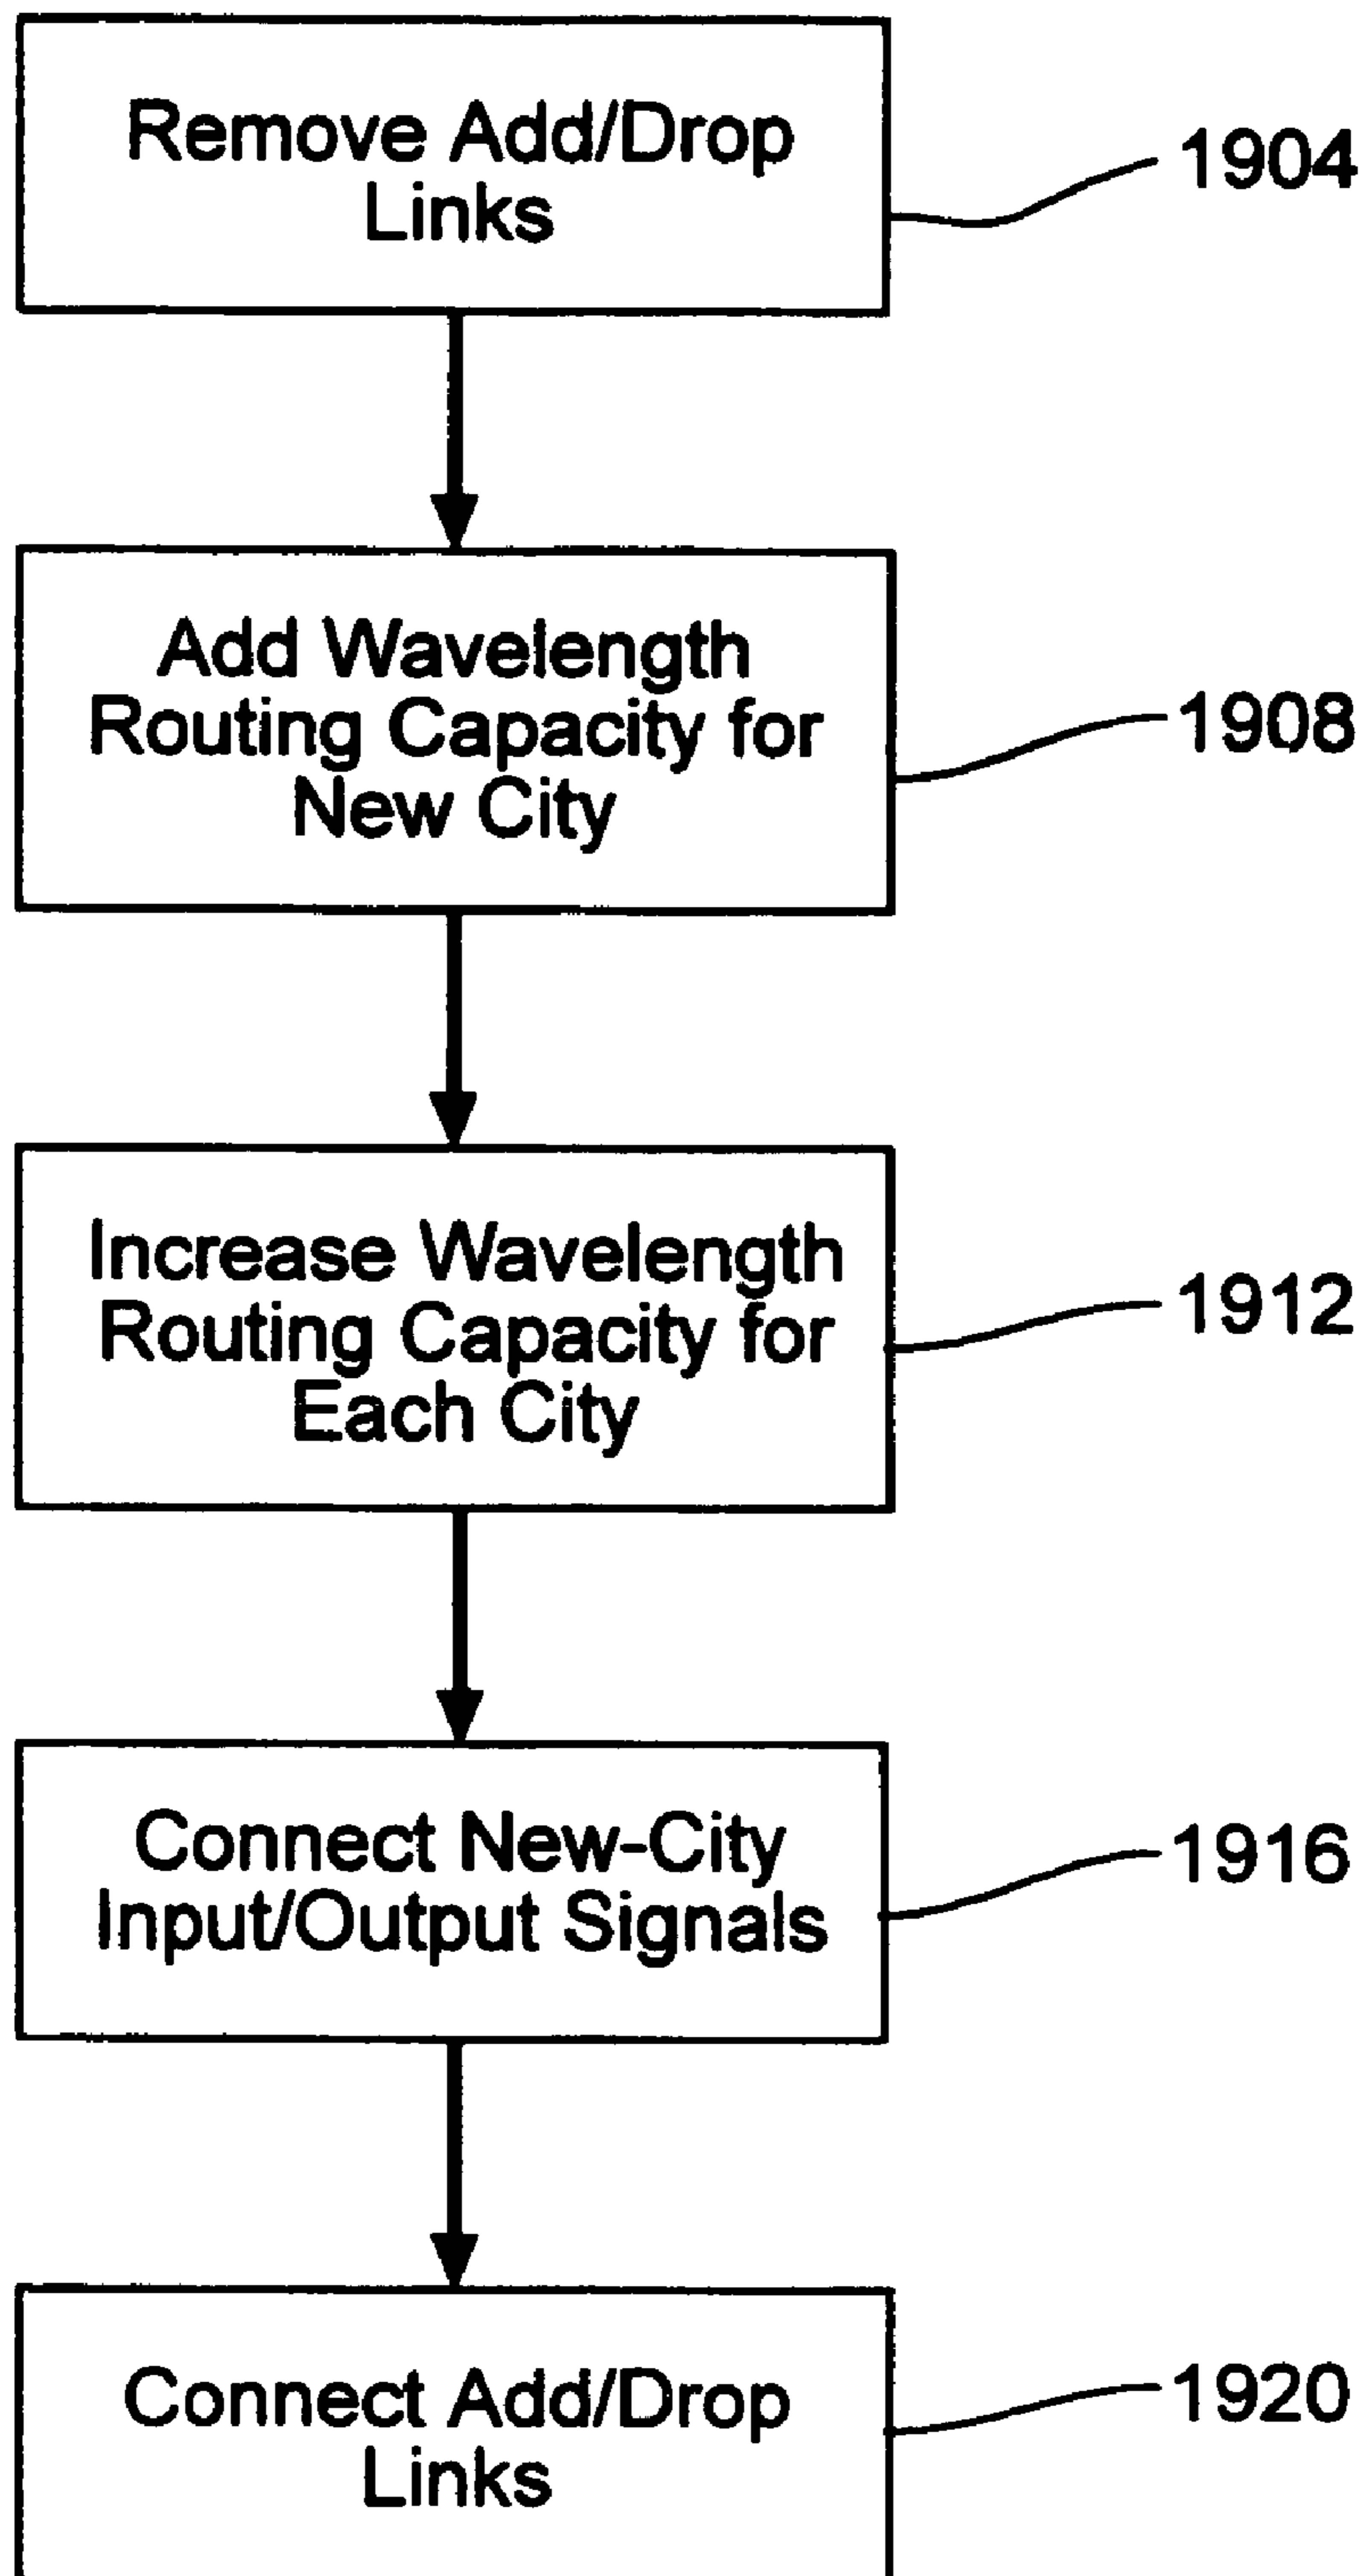 Remove Add/Drop
Links
1904
Add Wavelength
Routing Capacity for
New City
1908
Increase Wavelength
Routing Capacity for
Each City
1912
Connect New-City
Input/Output Signals
1916
Connect Add/Drop
Links
1920